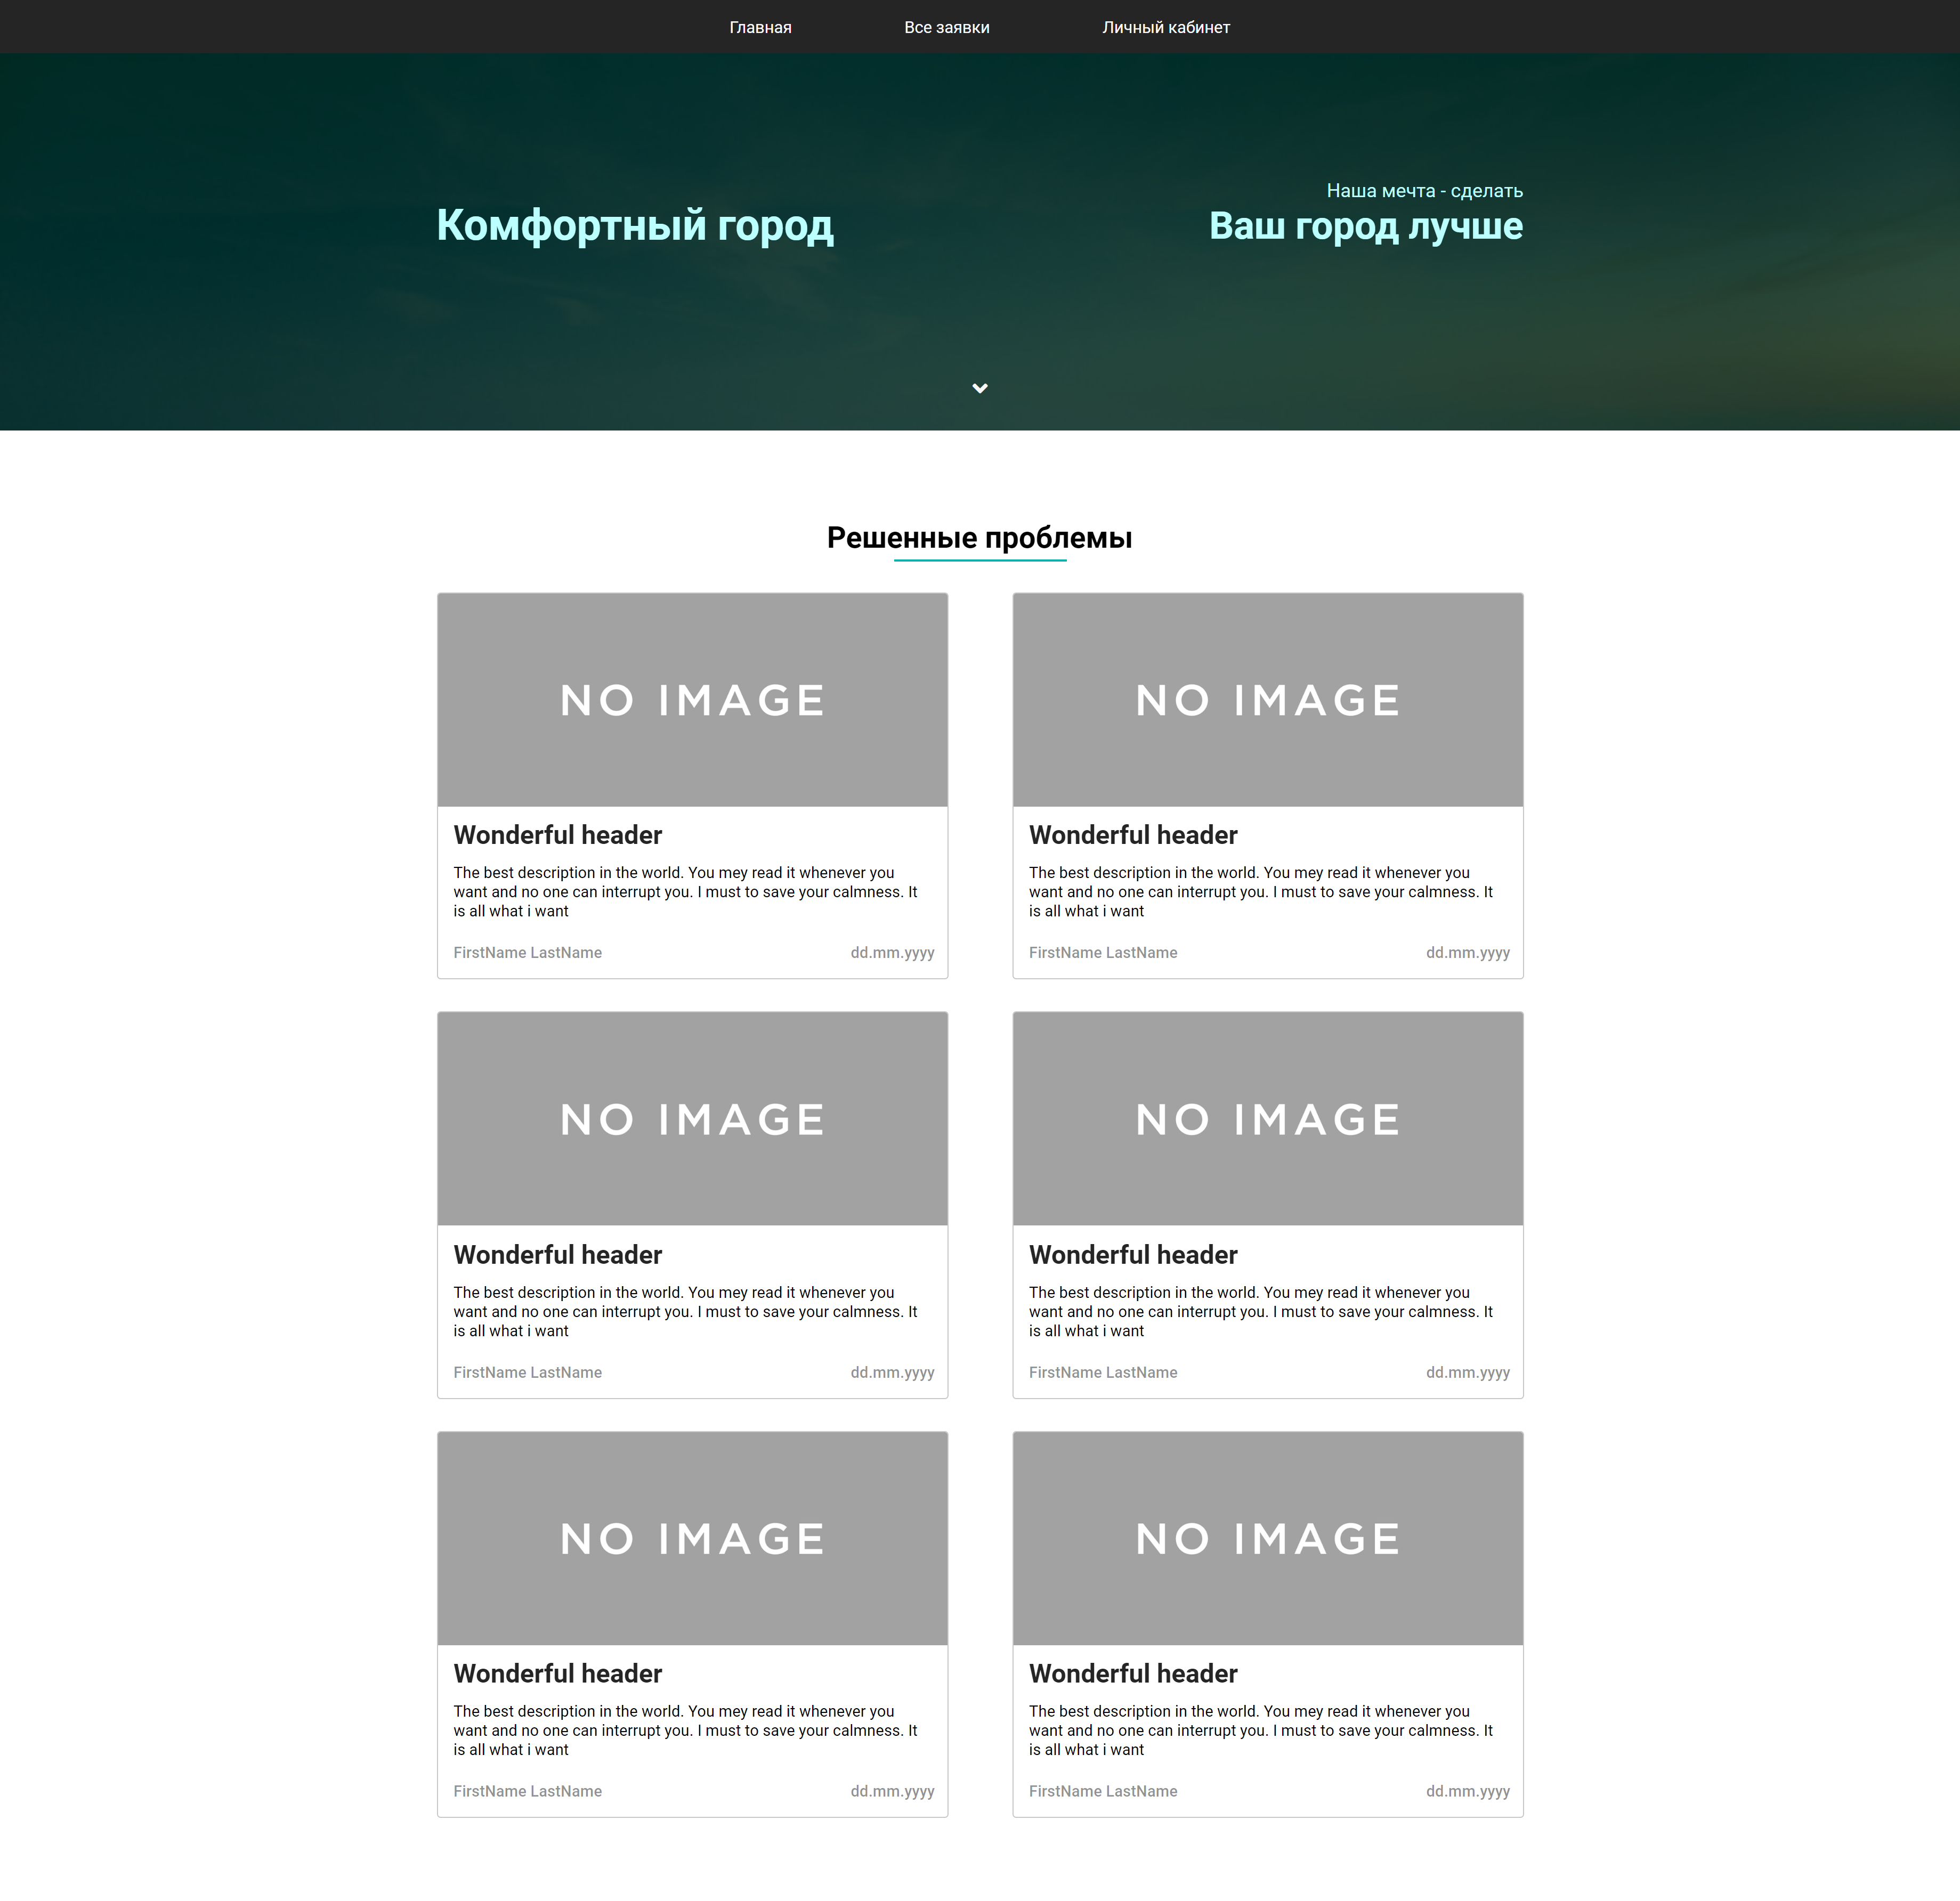 Главная Все заявки Личный кабинет
Комфортный город
Наша мечта - сделать
Ваш город лучше
Решенные проблемы
NO IMAGE
Wonderful header
The best description in the world. You mey read it whenever you
want and no one can interrupt you. I must to save your calmness. It
is all what i want
FirstName LastName dd.mm.yyyy
NO IMAGE
Wonderful header
The best description in the world. You mey read it whenever you
want and no one can interrupt you. I must to save your calmness. It
is all what i want
FirstName LastName dd.mm.yyyy
NO IMAGE
Wonderful header
The best description in the world. You mey read it whenever you
want and no one can interrupt you. I must to save your calmness. It
is all what i want
FirstName LastName dd.mm.yyyy
NO IMAGE
Wonderful header
The best description in the world. You mey read it whenever you
want and no one can interrupt you. I must to save your calmness. It
is all what i want
FirstName LastName dd.mm.yyyy
NO IMAGE
Wonderful header
The best description in the world. You mey read it whenever you
want and no one can interrupt you. I must to save your calmness. It
is all what i want
FirstName LastName dd.mm.yyyy
NO IMAGE
Wonderful header
The best description in the world. You mey read it whenever you
want and no one can interrupt you. I must to save your calmness. It
is all what i want
FirstName LastName dd.mm.yyyy